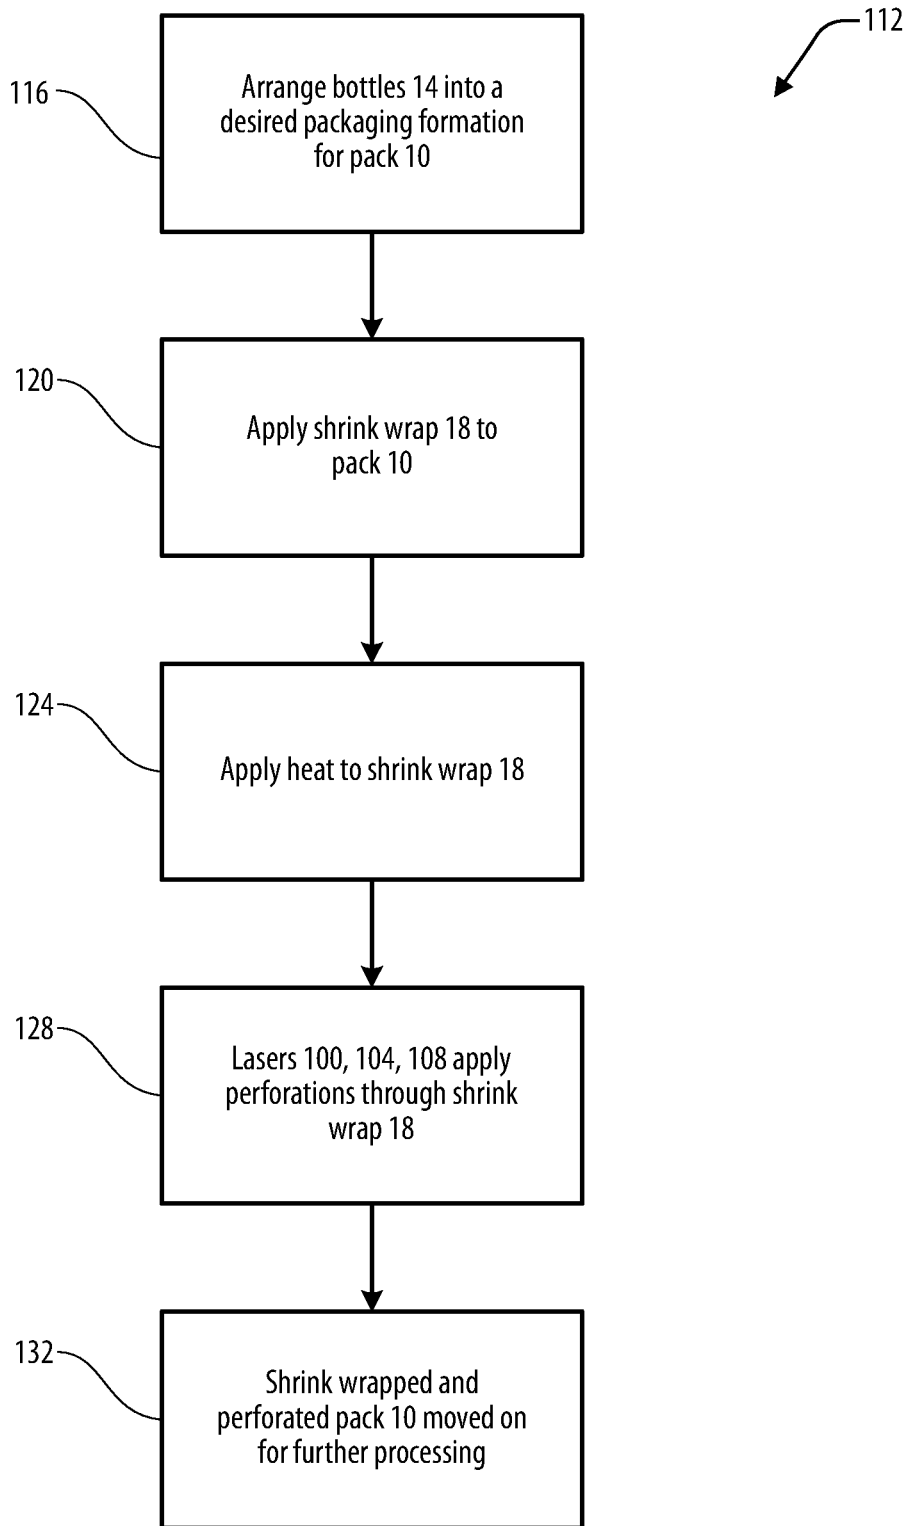 112
116
Arrange bottles 14 into a
desired packaging formation
for pack 10
120
Apply shrink wrap 18 to
pack 10
124
Apply heat to shrink wrap 18
128
Lasers 100, 104, 108 apply
perforations through shrink
wrap 18
132
Shrink wrapped and
perforated pack 10 moved on
for further processing